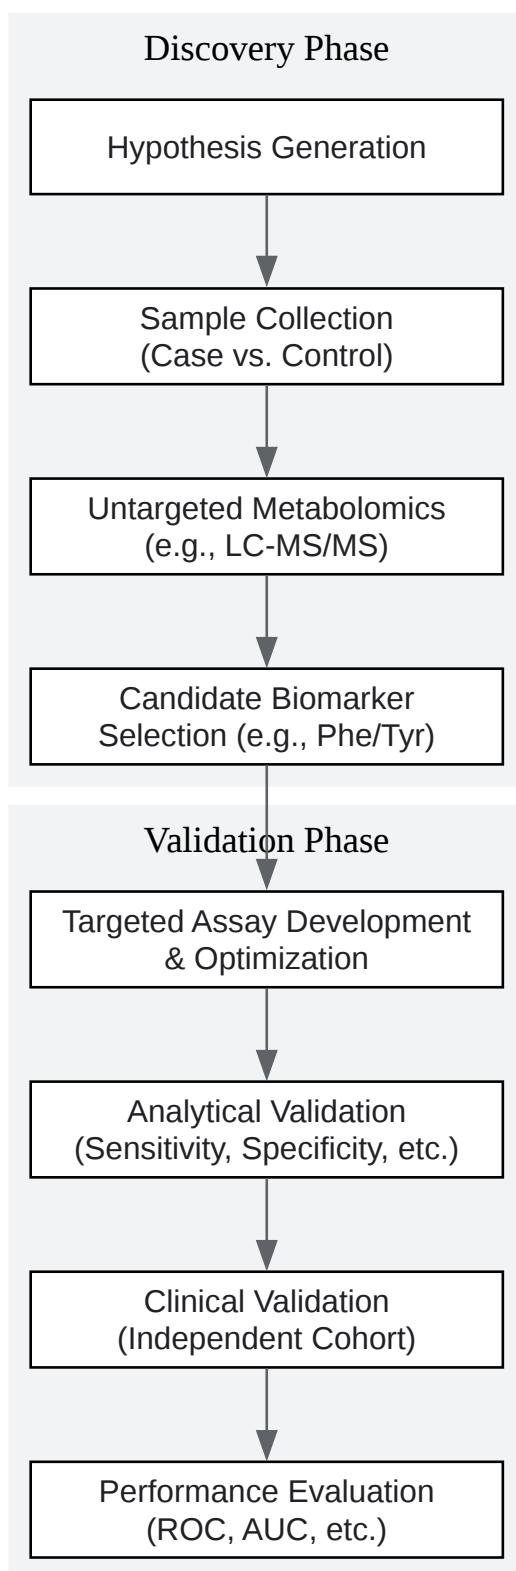 Discovery Phase
Hypothesis Generation
Sample Collection
(Case vs. Control)
Untargeted Metabolomics
(e.g., LC-MS/MS)
Candidate Biomarker
Selection (e.g., Phe/Tyr)
Validation Phase
Targeted Assay Development
& Optimization
Analytical Validation
(Sensitivity, Specificity, etc.)
Clinical Validation
(Independent Cohort)
Performance Evaluation
(ROC, AUC, etc.)